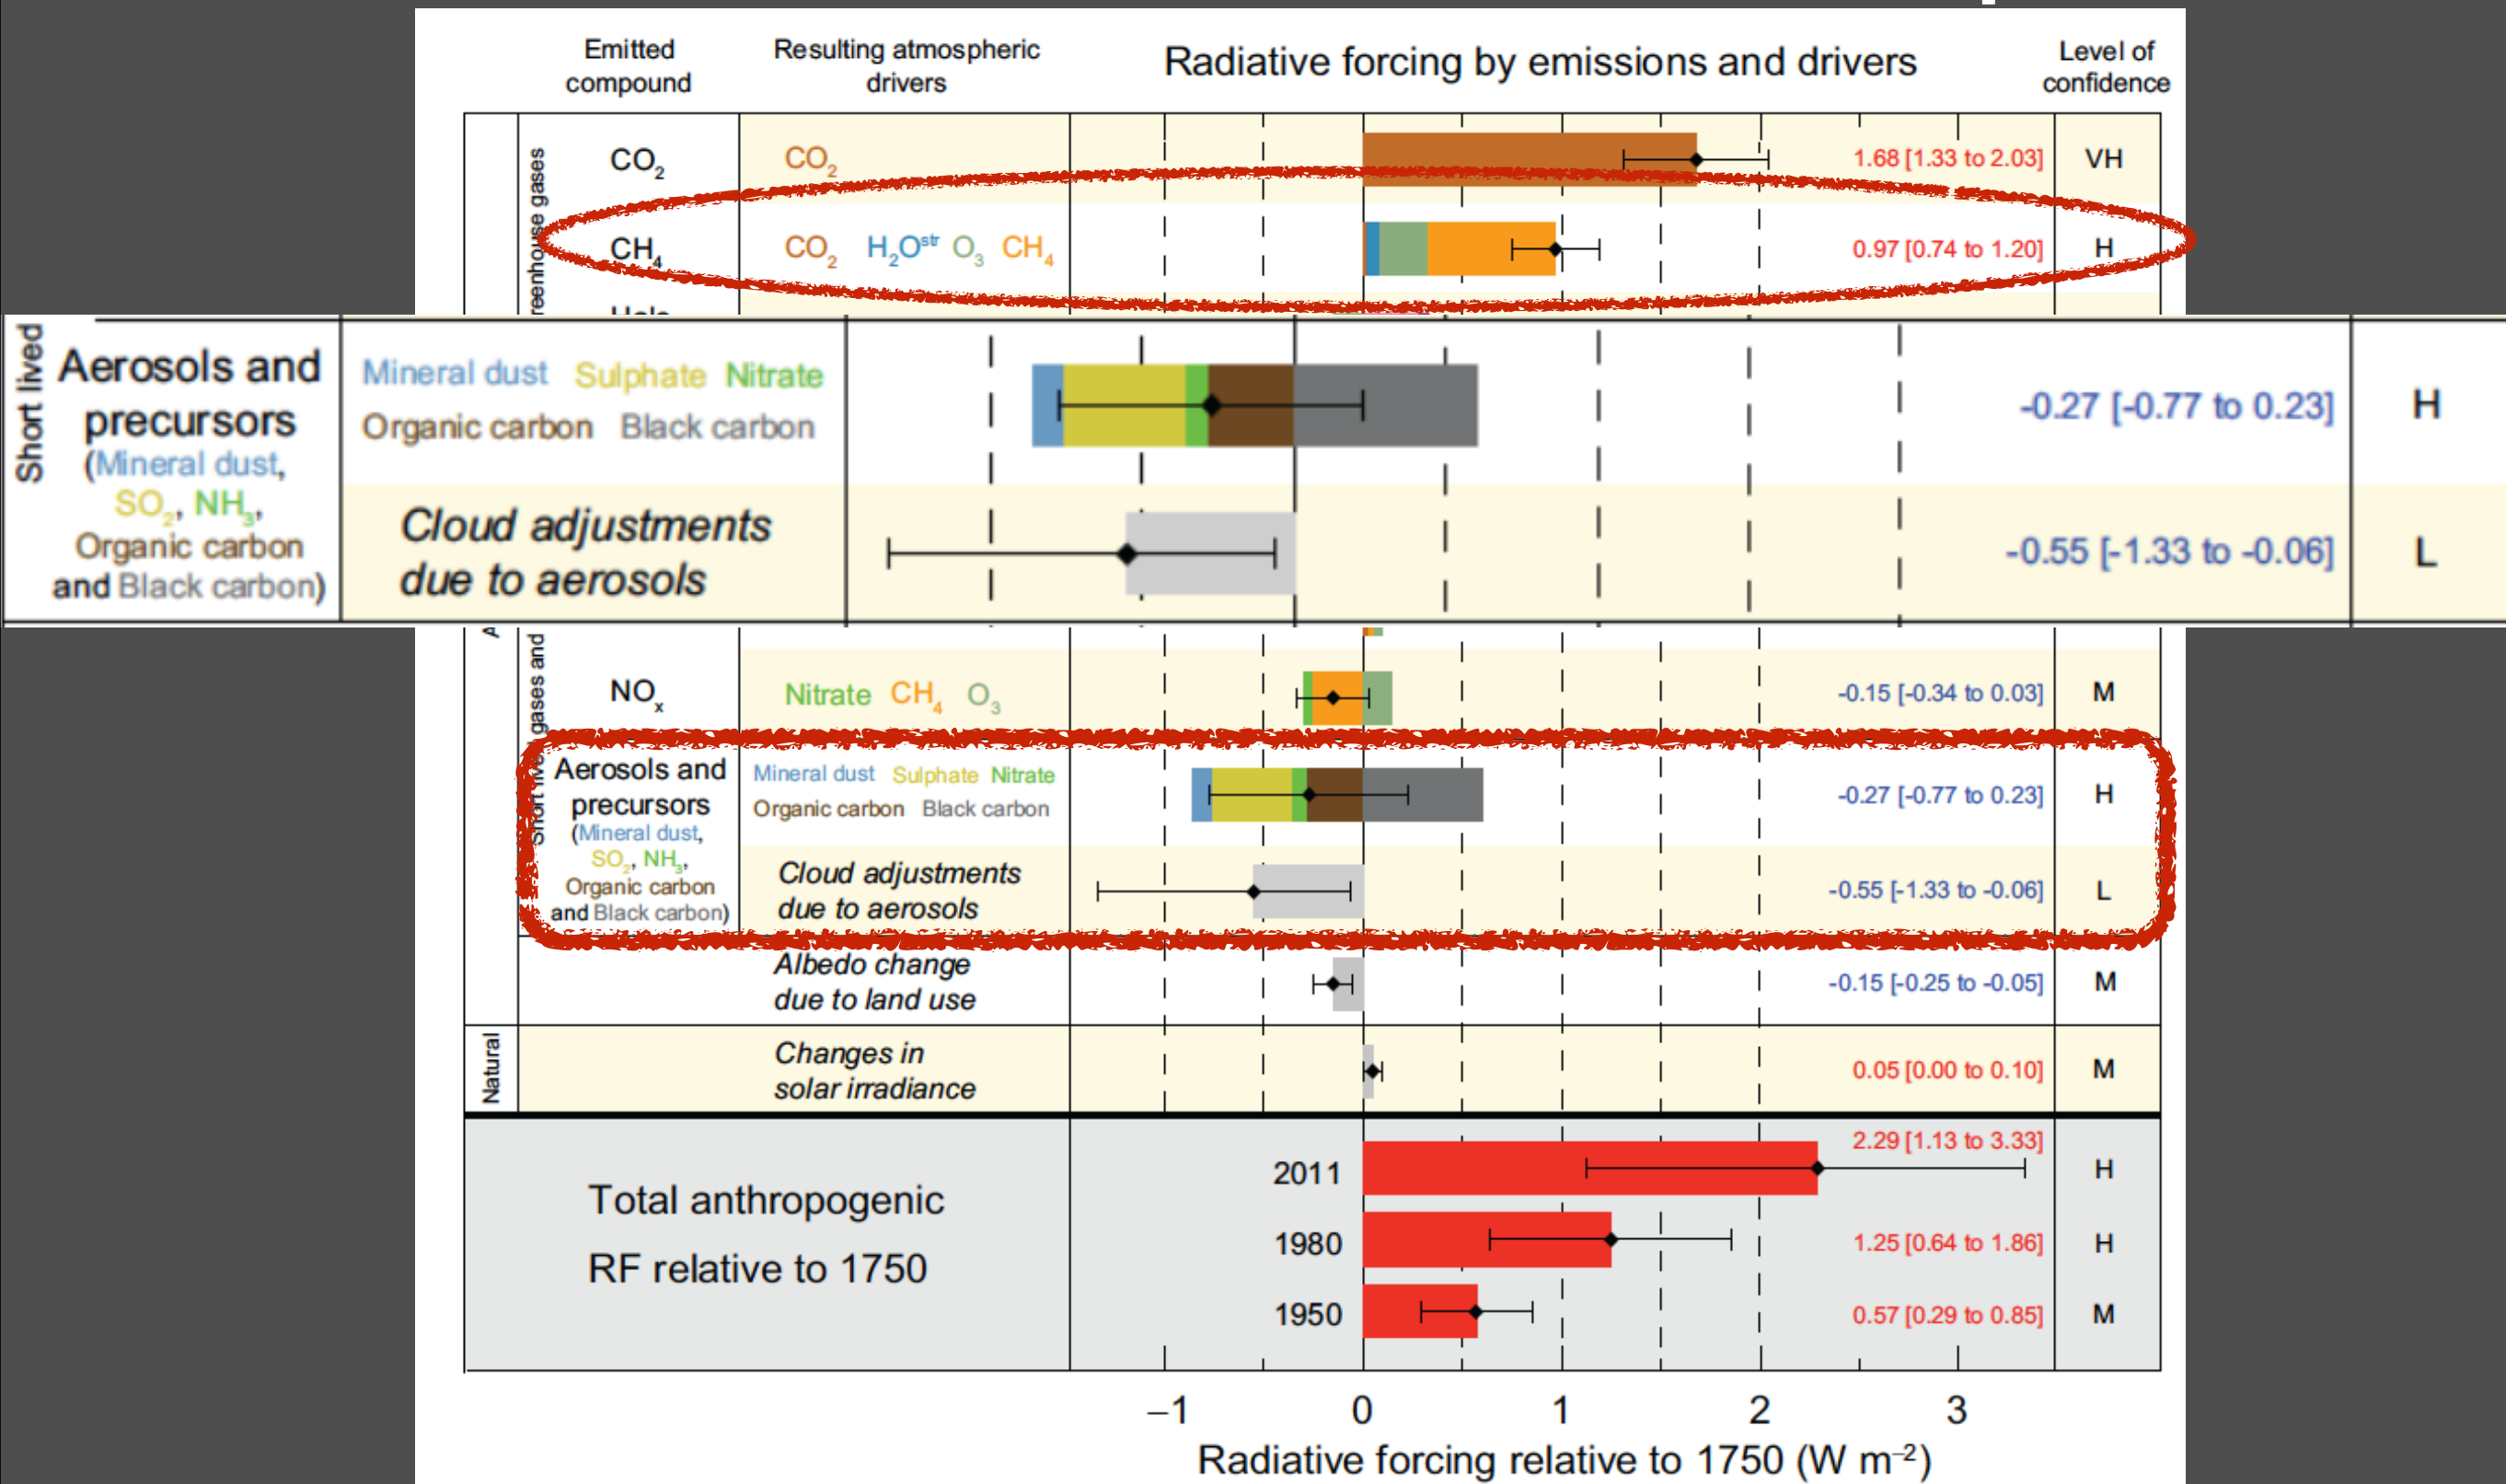 Emitted compound
Resulting atmospheric drivers
Radiative forcing by emissions and drivers
Level of confidence
reenhouse gases
CO₂ CO₂ 1.68 [1.33 to 2.03] VH
CH₄ CO₂ H₂Oˢᵗʳ O₃ CH₄ 0.97 [0.74 to 1.20] H
Short lived
Aerosols and
precursors
(Mineral dust,
SO₂, NH₃,
Organic carbon
and Black carbon)
Mineral dust Sulphate Nitrate
Organic carbon Black carbon
-0.27 [-0.77 to 0.23] H
Cloud adjustments
due to aerosols
-0.55 [-1.33 to -0.06] L
gases and
NOₓ Nitrate CH₄ O₃ -0.15 [-0.34 to 0.03] M
Aerosols and
precursors
(Mineral dust,
SO₂, NH₃,
Organic carbon
and Black carbon)
Mineral dust Sulphate Nitrate
Organic carbon Black carbon
-0.27 [-0.77 to 0.23] H
Cloud adjustments
due to aerosols
-0.55 [-1.33 to -0.06] L
Albedo change
due to land use
-0.15 [-0.25 to -0.05] M
Natural
Changes in
solar irradiance
0.05 [0.00 to 0.10] M
Total anthropogenic
RF relative to 1750
2011 2.29 [1.13 to 3.33] H
1980 1.25 [0.64 to 1.86] H
1950 0.57 [0.29 to 0.85] M
−1 0 1 2 3
Radiative forcing relative to 1750 (W m⁻²)